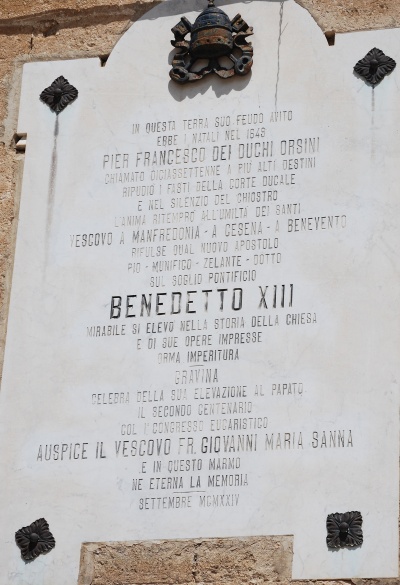 IN QUESTA TERRA SUO FEUDO AVITO
EBBE I NATALI NEL 1649
PIER FRANCESCO DEI DUCHI ORSINI
CHIAMATO DICIASSETTENNE A PIU ALTI DESTINI
RIPUDIO I FASTI DELLA CORTE DUCALE
E NEL SILENZIO DEL CHIOSTRO
L'ANIMA RITEMPRO ALL'UMILTA DEI SANTI
VESCOVO A MANFREDONIA - A CESENA - A BENEVENTO
RIFULSE QUAL NUOVO APOSTOLO
PIO - MUNIFICO - ZELANTE - DOTTO
SUL SOGLIO PONTIFICIO
BENEDETTO XIII
MIRABILE SI ELEVO NELLA STORIA DELLA CHIESA
E DI SUE OPERE IMPRESSE
ORMA IMPERITURA
GRAVINA
CELEBRA DELLA SUA ELEVAZIONE AL PAPATO
IL SECONDO CENTENARIO
COL I° CONGRESSO EUCARISTICO
AUSPICE IL VESCOVO FR. GIOVANNI MARIA SANNA
E IN QUESTO MARMO
NE ETERNA LA MEMORIA
SETTEMBRE MCMXXIV